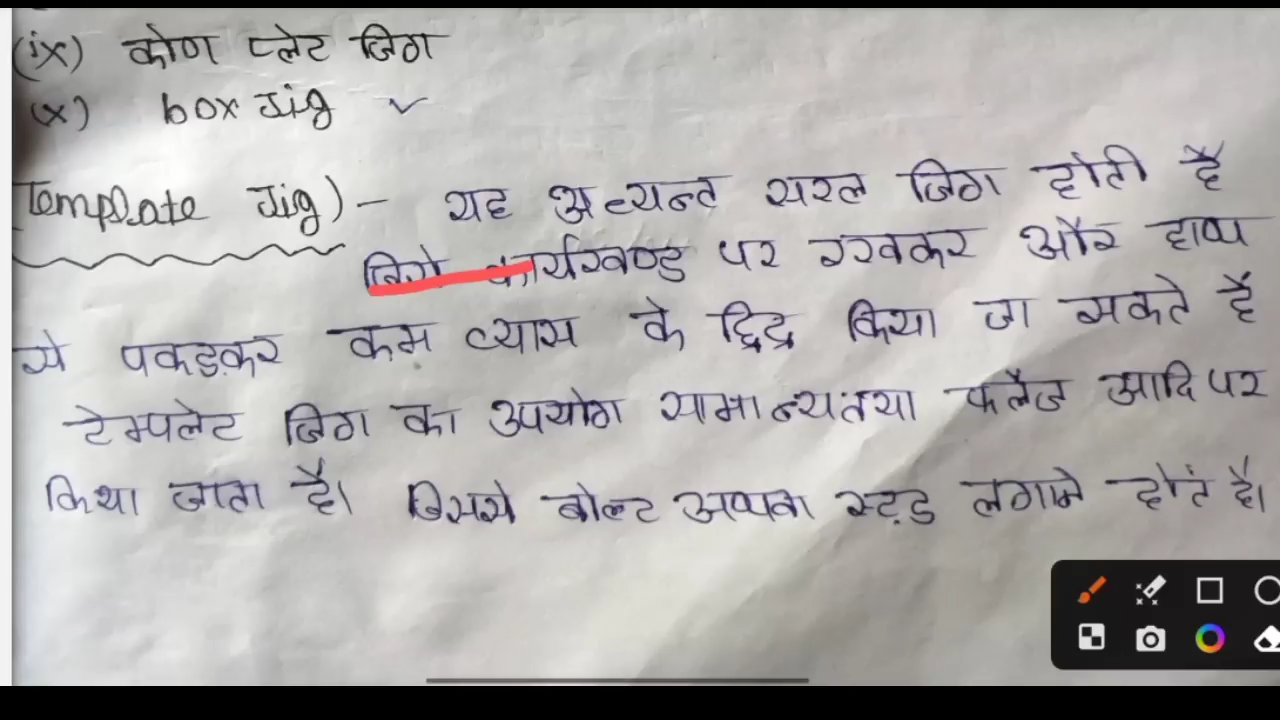 (ix) कोण प्लेट जिग
(x) box Jig
Template Jig) - यह अत्यन्त सरल जिग होती है
जिसे कार्यखण्ड पर रखकर और हाथ
से पकड़कर कम व्यास के छिद्र किया जा सकते हैं
टेम्पलेट जिग का उपयोग सामान्यतया फ्लैंज आदि पर
किया जाता है। जिसमे बोल्ट अथवा स्टड लगाने होते है।